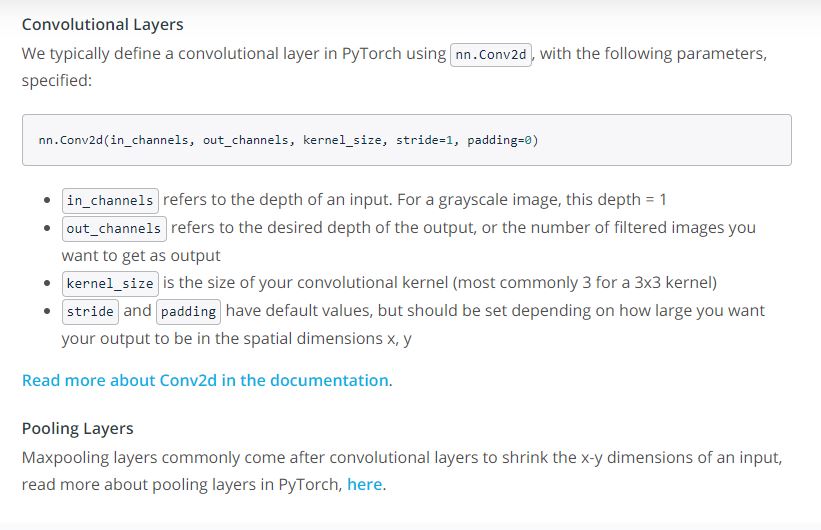 Convolutional Layers
We typically define a convolutional layer in PyTorch using nn.Conv2d, with the following parameters,
specified:
nn.Conv2d(in_channels, out_channels, kernel_size, stride=1, padding=0)
• in_channels refers to the depth of an input. For a grayscale image, this depth = 1
• out_channels refers to the desired depth of the output, or the number of filtered images you
want to get as output
• kernel_size is the size of your convolutional kernel (most commonly 3 for a 3x3 kernel)
• stride and padding have default values, but should be set depending on how large you want
your output to be in the spatial dimensions x, y
Read more about Conv2d in the documentation.
Pooling Layers
Maxpooling layers commonly come after convolutional layers to shrink the x-y dimensions of an input,
read more about pooling layers in PyTorch, here.